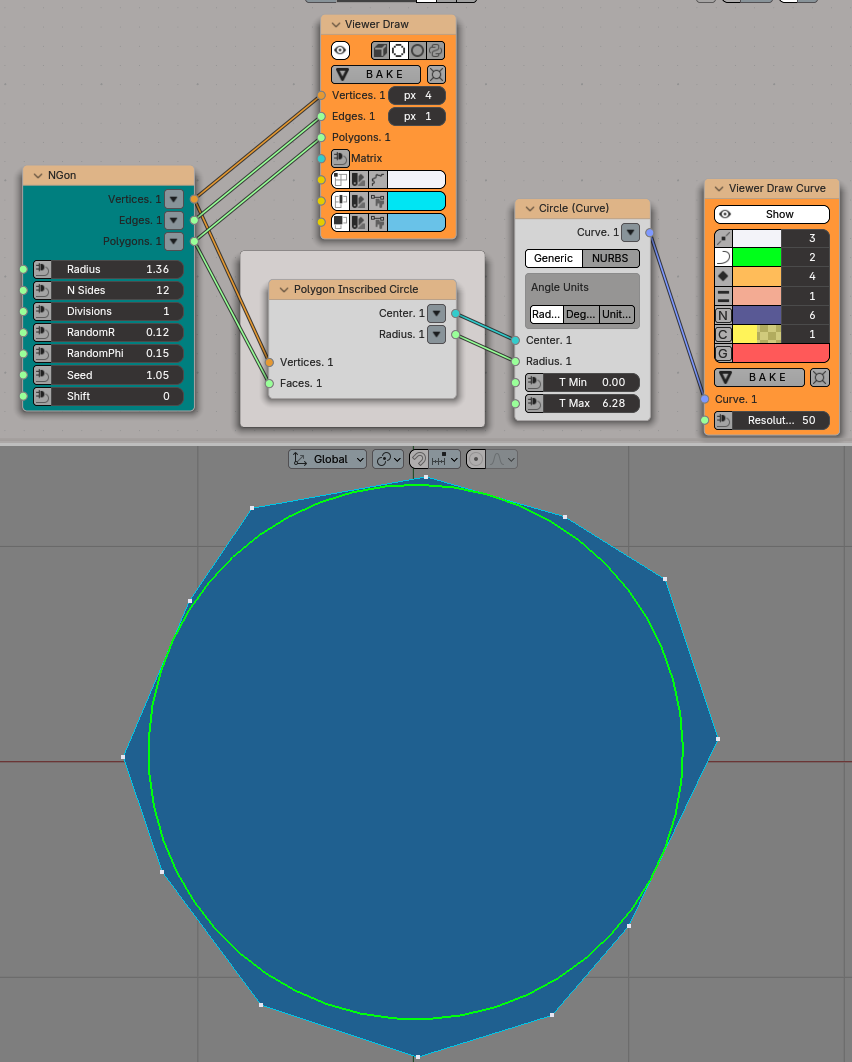 Viewer Draw
BAKE
Vertices. 1 px 4
Edges. 1 px 1
Polygons. 1
Matrix
NGon
Vertices. 1
Edges. 1
Polygons. 1
Radius 1.36
N Sides 12
Divisions 1
RandomR 0.12
RandomPhi 0.15
Seed 1.05
Shift 0
Polygon Inscribed Circle
Center. 1
Radius. 1
Vertices. 1
Faces. 1
Circle (Curve)
Curve. 1
Generic NURBS
Angle Units
Rad... Deg... Unit...
Center. 1
Radius. 1
T Min 0.00
T Max 6.28
Viewer Draw Curve
Show
3
2
4
1
N 6
C 1
G
BAKE
Curve. 1
Resolut... 50
Global